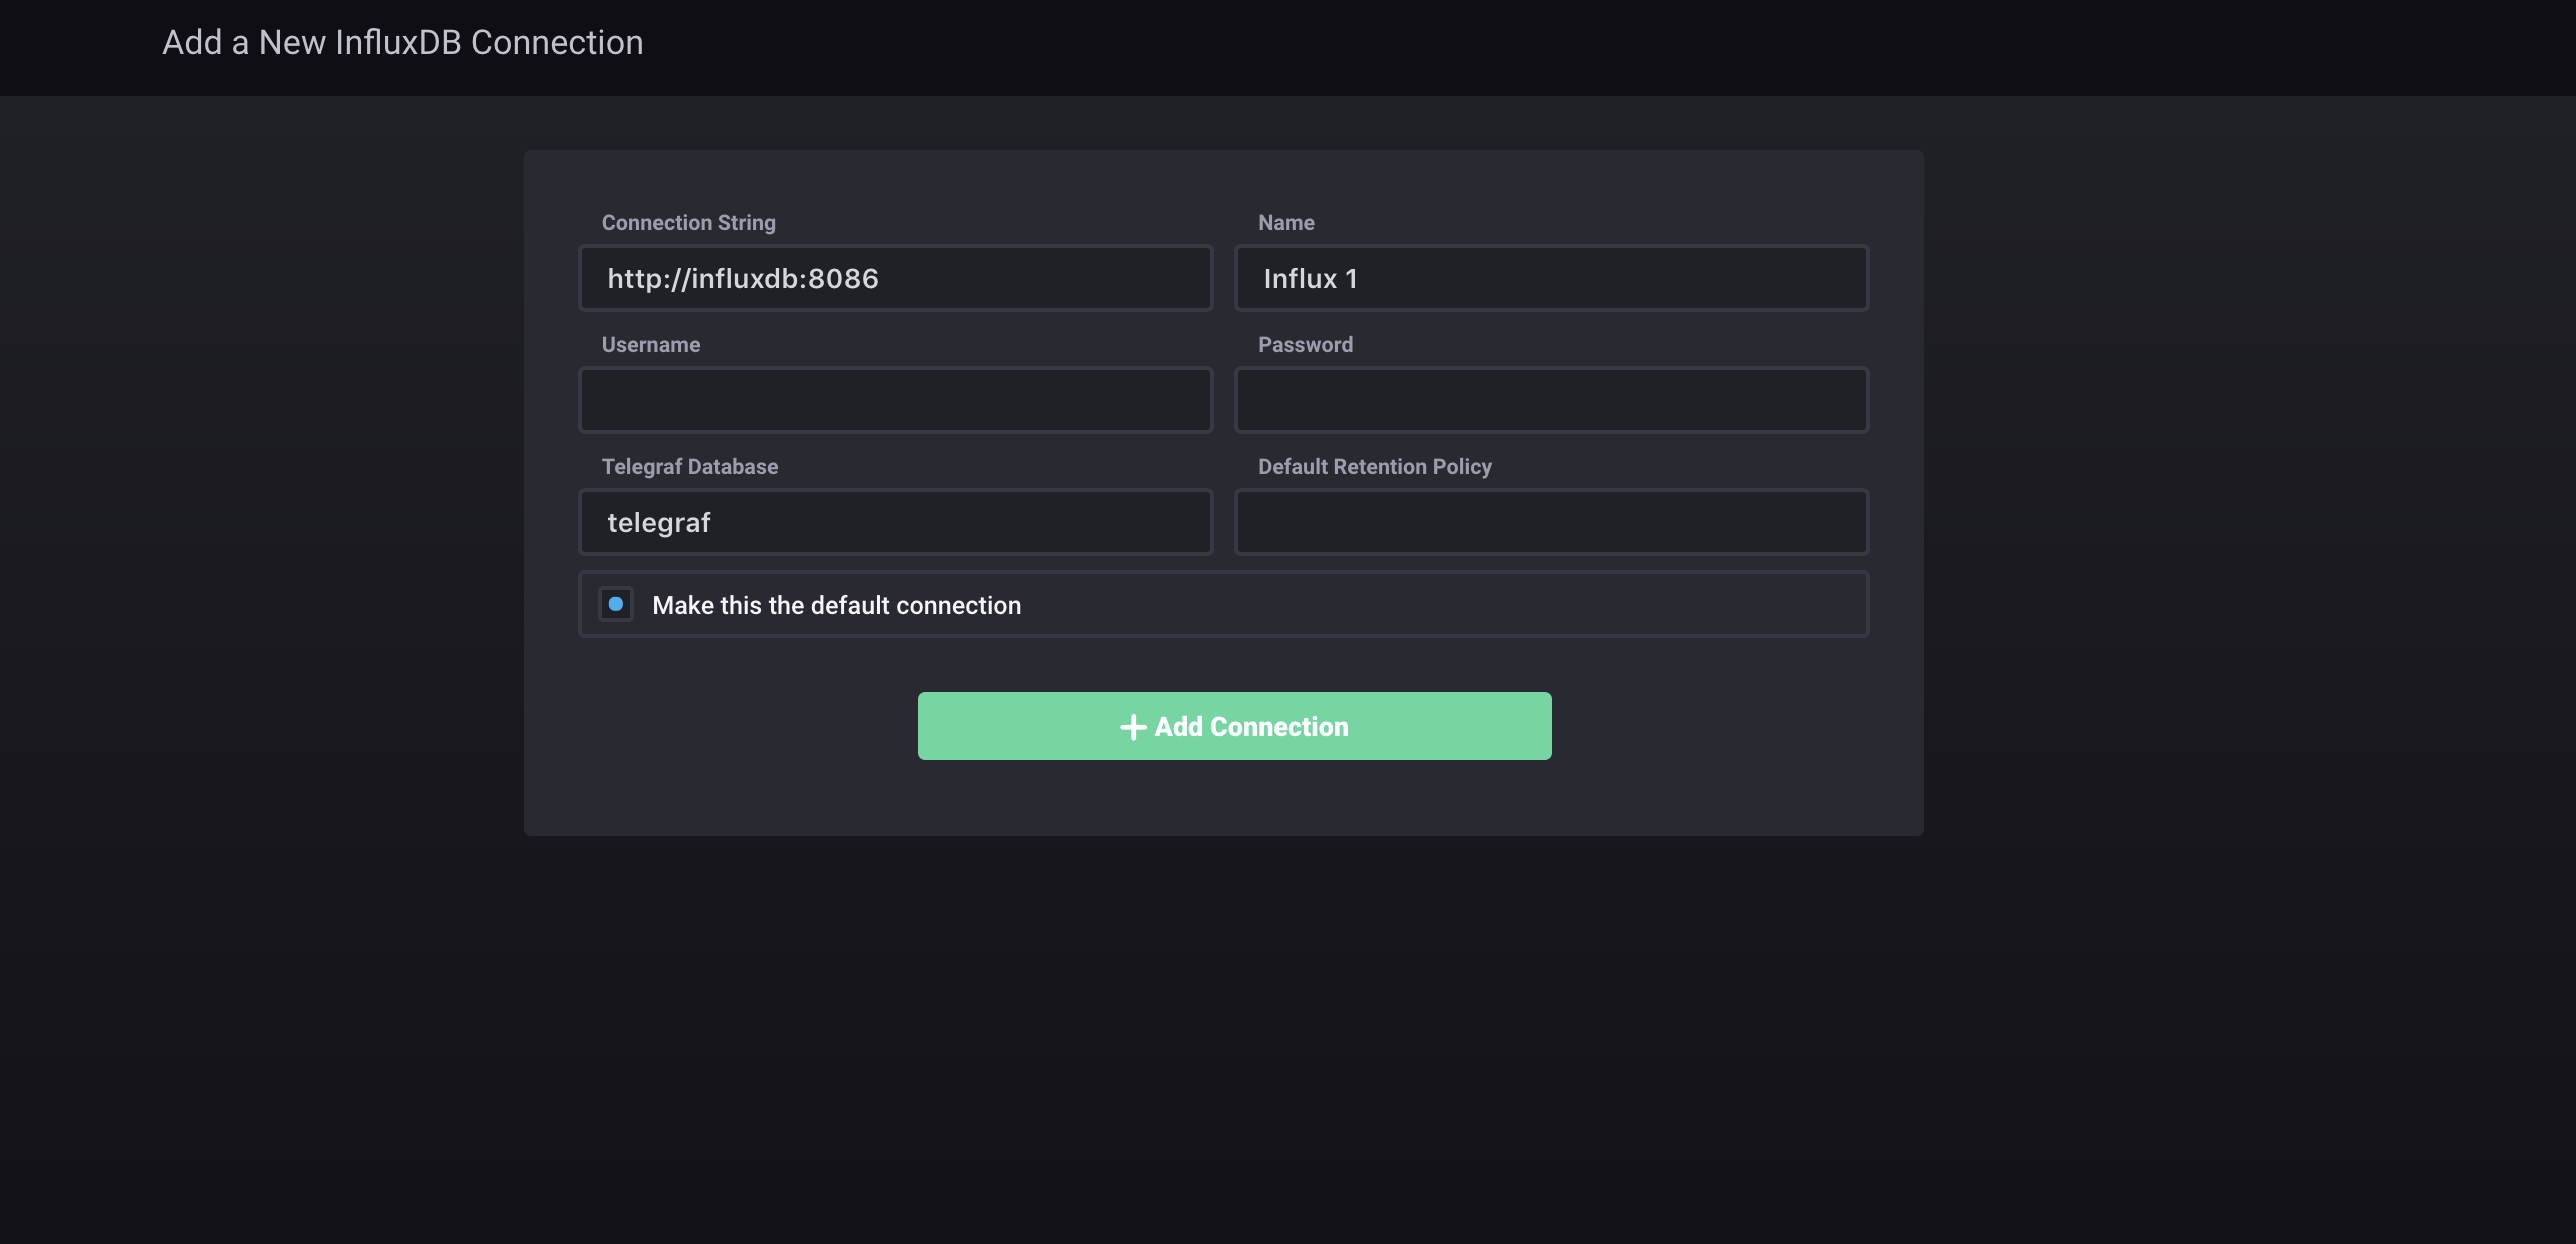 Add a New InfluxDB Connection
Connection String
Name
http://influxdb:8086
Influx 1
Username
Password
Telegraf Database
Default Retention Policy
telegraf
Make this the default connection
+ Add Connection